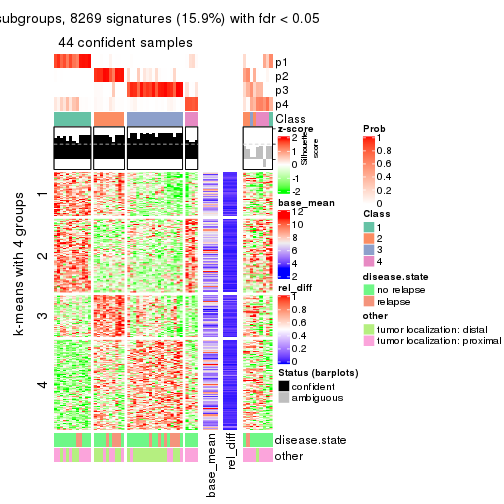 subgroups, 8269 signatures (15.9%) with fdr < 0.05
44 confident samples
p1
p2
p3
p4
Class
Silhouette
score
1
2
3
4
k-means with 4 groups
disease.state
other
base_mean
rel_diff
z-score
2
1
0
-1
-2
base_mean
12
10
8
6
4
2
rel_diff
1
0.8
0.6
0.4
0.2
0
Status (barplots)
confident
ambiguous
Prob
1
0.8
0.6
0.4
0.2
0
Class
1
2
3
4
disease.state
no relapse
relapse
other
tumor localization: distal
tumor localization: proximal